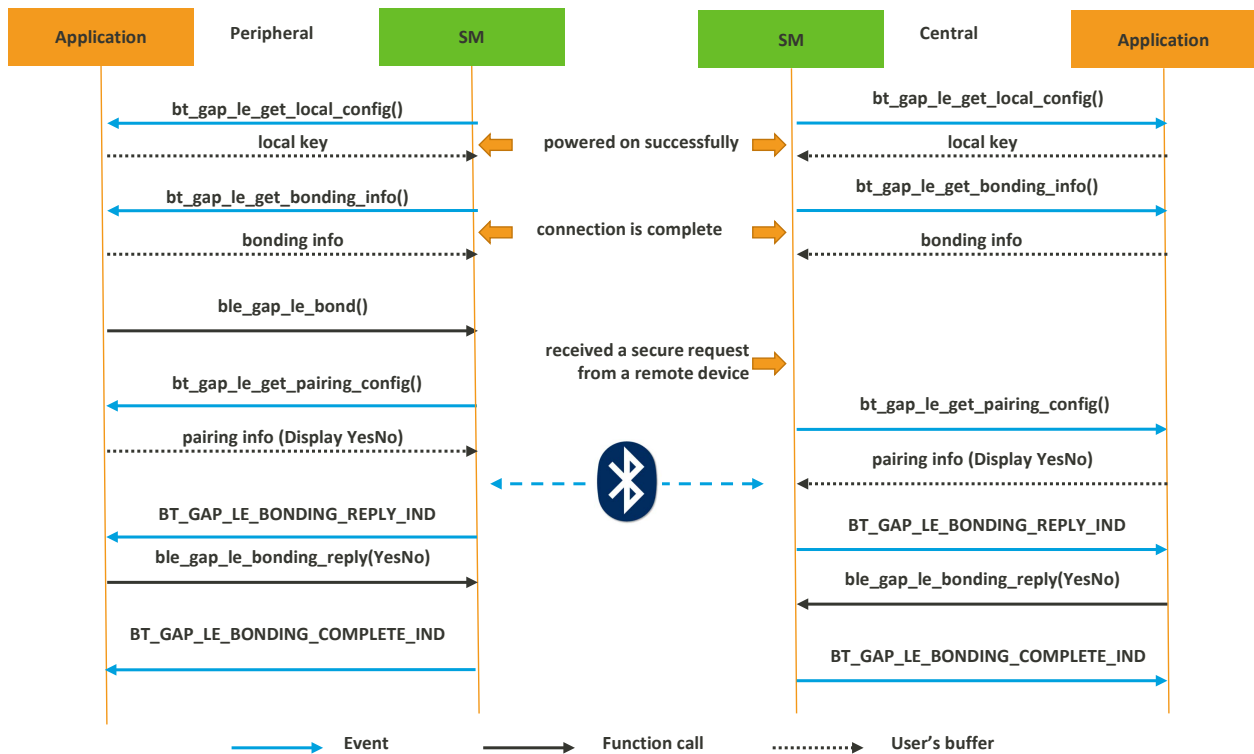 Application
Peripheral
SM
SM
Central
Application
bt_gap_le_get_local_config()
bt_gap_le_get_local_config()
local key
powered on successfully
local key
bt_gap_le_get_bonding_info()
bt_gap_le_get_bonding_info()
connection is complete
bonding info
bonding info
ble_gap_le_bond()
received a secure request
from a remote device
bt_gap_le_get_pairing_config()
bt_gap_le_get_pairing_config()
pairing info (Display YesNo)
pairing info (Display YesNo)
BT_GAP_LE_BONDING_REPLY_IND
BT_GAP_LE_BONDING_REPLY_IND
ble_gap_le_bonding_reply(YesNo)
ble_gap_le_bonding_reply(YesNo)
BT_GAP_LE_BONDING_COMPLETE_IND
BT_GAP_LE_BONDING_COMPLETE_IND
Event
Function call
User's buffer